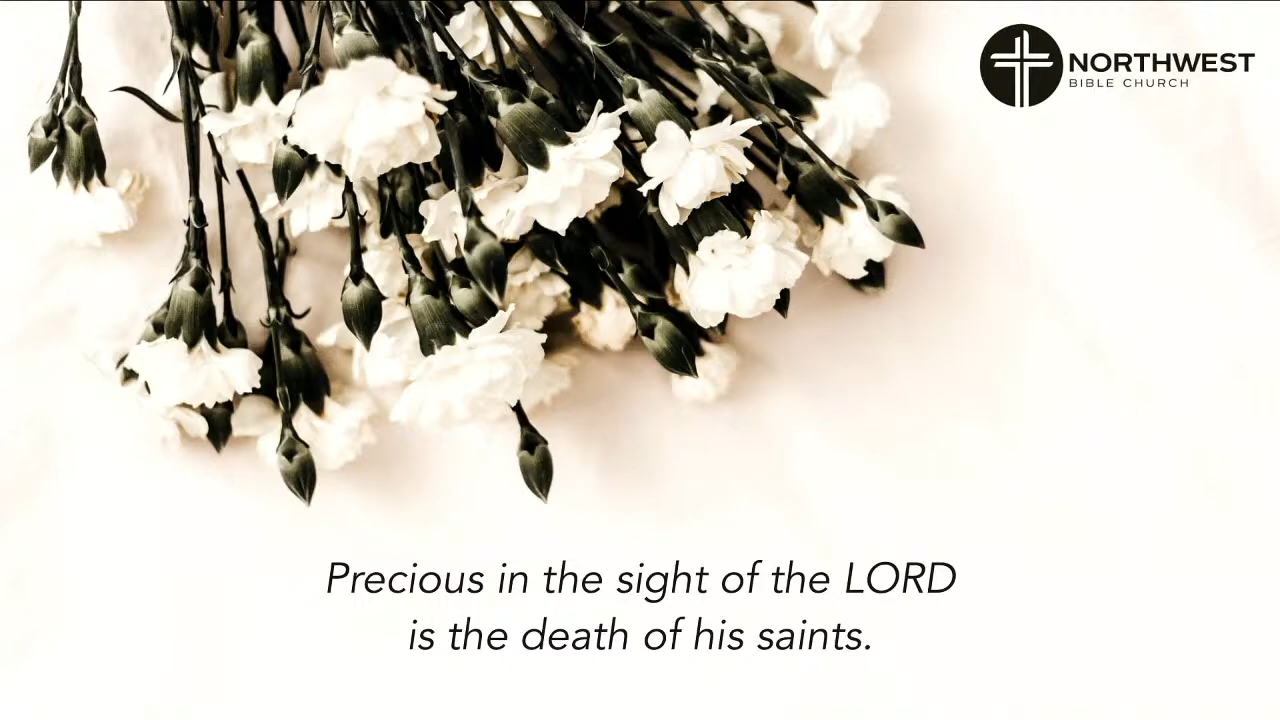 NORTHWEST
BIBLE CHURCH
Precious in the sight of the LORD
is the death of his saints.